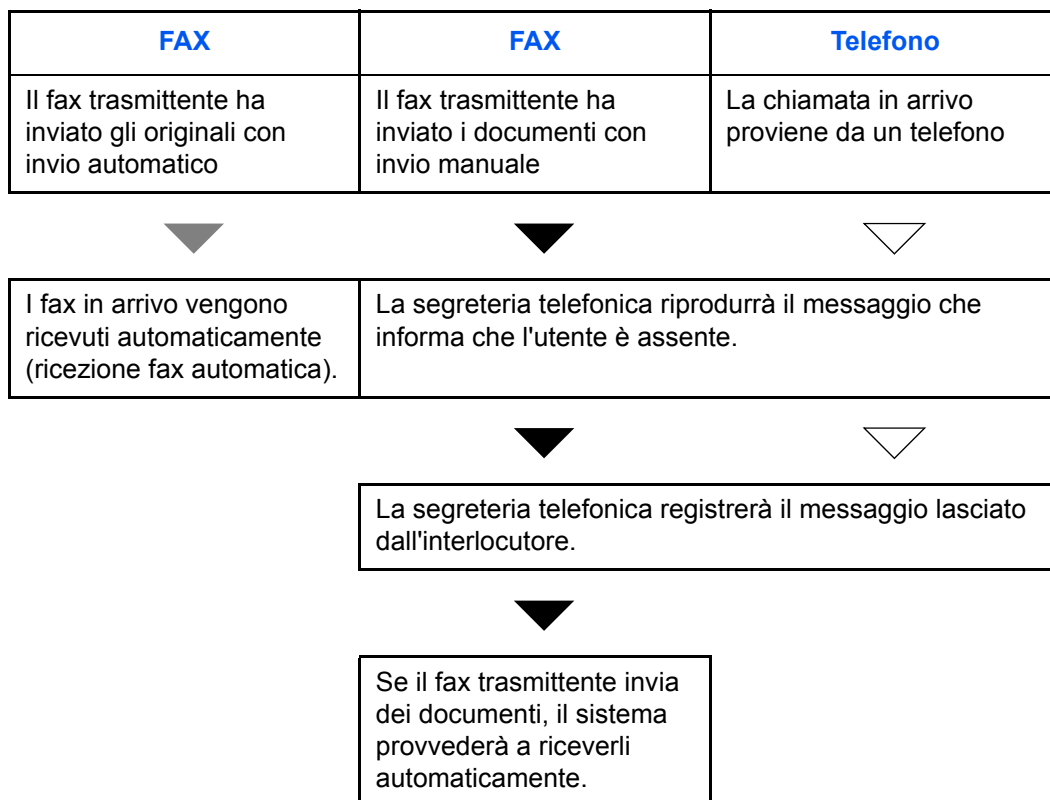 FAX
FAX
Telefono
Il fax trasmittente ha
inviato gli originali con
invio automatico
Il fax trasmittente ha
inviato i documenti con
invio manuale
La chiamata in arrivo
proviene da un telefono
I fax in arrivo vengono
ricevuti automaticamente
(ricezione fax automatica).
La segreteria telefonica riprodurrà il messaggio che
informa che l'utente è assente.
La segreteria telefonica registrerà il messaggio lasciato
dall'interlocutore.
Se il fax trasmittente invia
dei documenti, il sistema
provvederà a riceverli
automaticamente.